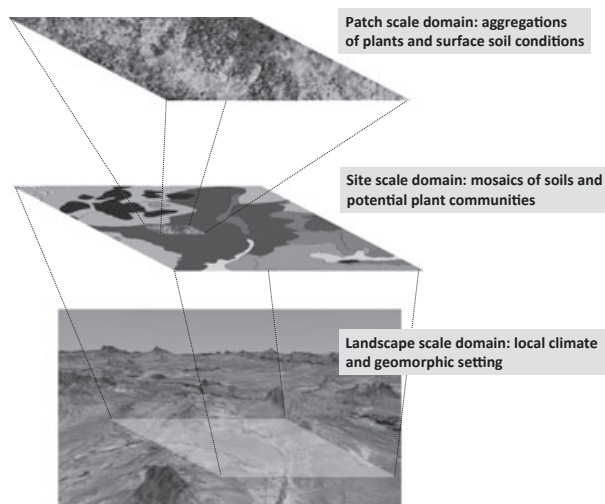 Patch scale domain: aggregations
of plants and surface soil conditions
Site scale domain: mosaics of soils and
potential plant communities
Landscape scale domain: local climate
and geomorphic setting